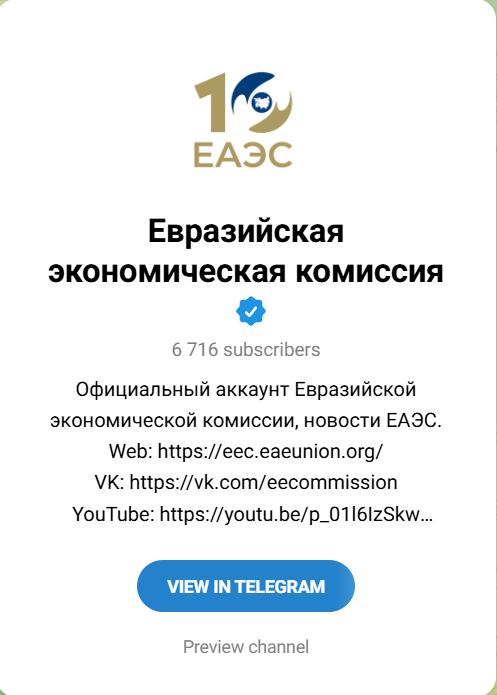 10
ЕАЭС
Евразийская
экономическая комиссия
6 716 subscribers
Официальный аккаунт Евразийской
экономической комиссии, новости ЕАЭС.
Web: https://eec.eaeunion.org/
VK: https://vk.com/eecommission
YouTube: https://youtu.be/p_01l6IzSkw…
VIEW IN TELEGRAM
Preview channel